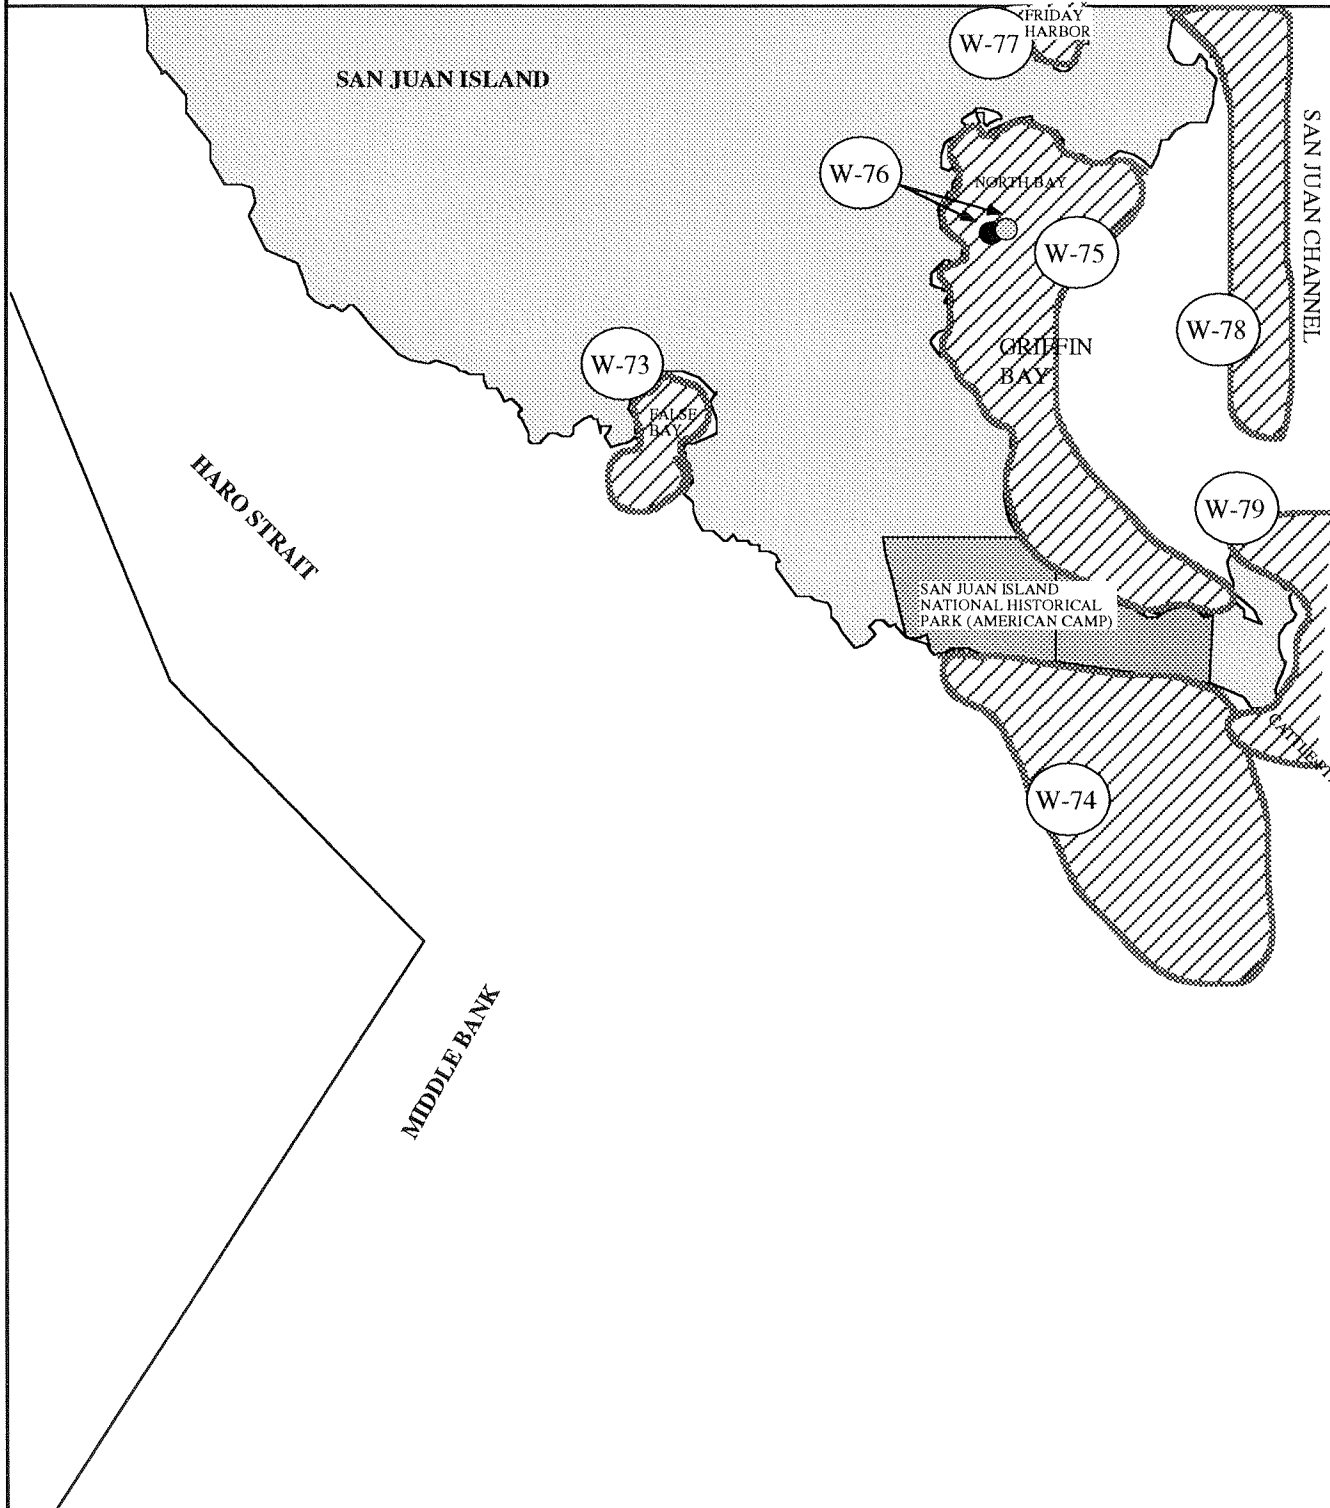 FRIDAY
HARBOR
W-77
SAN JUAN ISLAND
SAN JUAN CHANNEL
W-76
NORTH BAY
W-75
W-78
GRIFFIN
BAY
W-73
FALSE
BAY
HARO STRAIT
W-79
SAN JUAN ISLAND
NATIONAL HISTORICAL
PARK (AMERICAN CAMP)
CATTLE
W-74
MIDDLE BANK